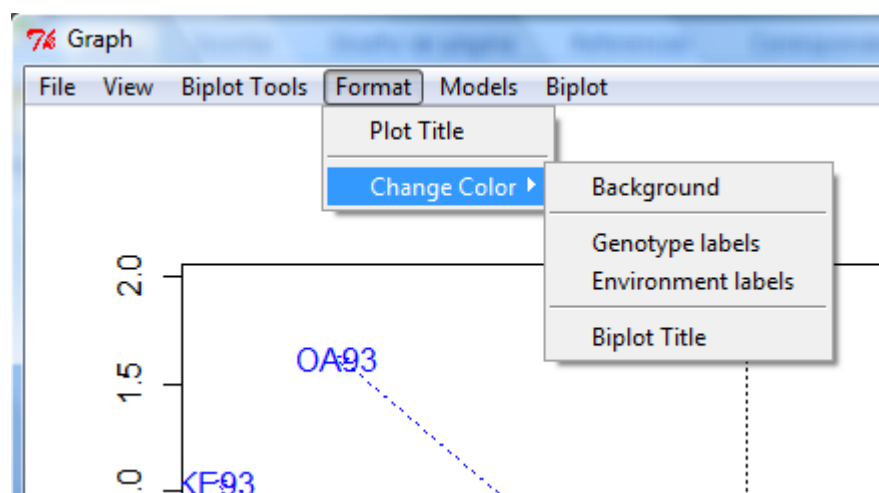 Graph
File View Biplot Tools Format Models Biplot
Plot Title
Change Color
Background
Genotype labels
Environment labels
Biplot Title
2.0
OA93
1.5
KE93